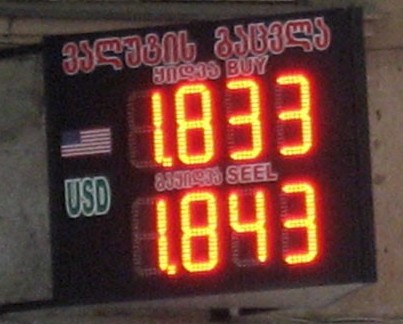 ვალუტის გაცვლა
ყიდვა BUY
1.833
USD
გაყიდვა SEEL
1.843